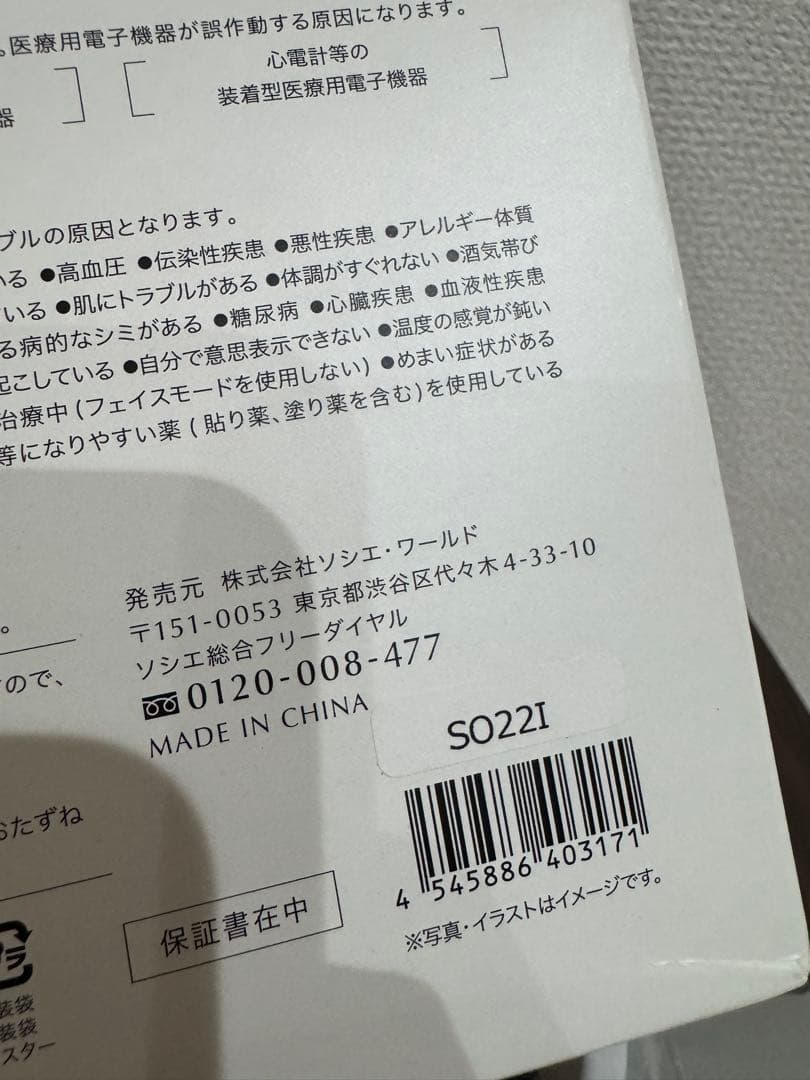 。医療用電子機器が誤作動する原因になります。
心電計等の
器
装着型医療用電子機器
ブルの原因となります。
いる ●高血圧 ●伝染性疾患 ●悪性疾患 ●アレルギー体質
ている ●肌にトラブルがある ●体調がすぐれない ●酒気帯び
る病的なシミがある ●糖尿病 ●心臓疾患 ●血液性疾患
起こしている ●自分で意思表示できない ●温度の感覚が鈍い
治療中(フェイスモードを使用しない) ●めまい症状がある
等になりやすい薬(貼り薬、塗り薬を含む)を使用している
。
ので、
おたずね
発売元 株式会社ソシエ・ワールド
〒151-0053 東京都渋谷区代々木4-33-10
ソシエ総合フリーダイヤル
0120-008-477
MADE IN CHINA
SO22I
4 545886 403171
※写真・イラストはイメージです。
保証書在中
ラ
装袋
装袋
スター